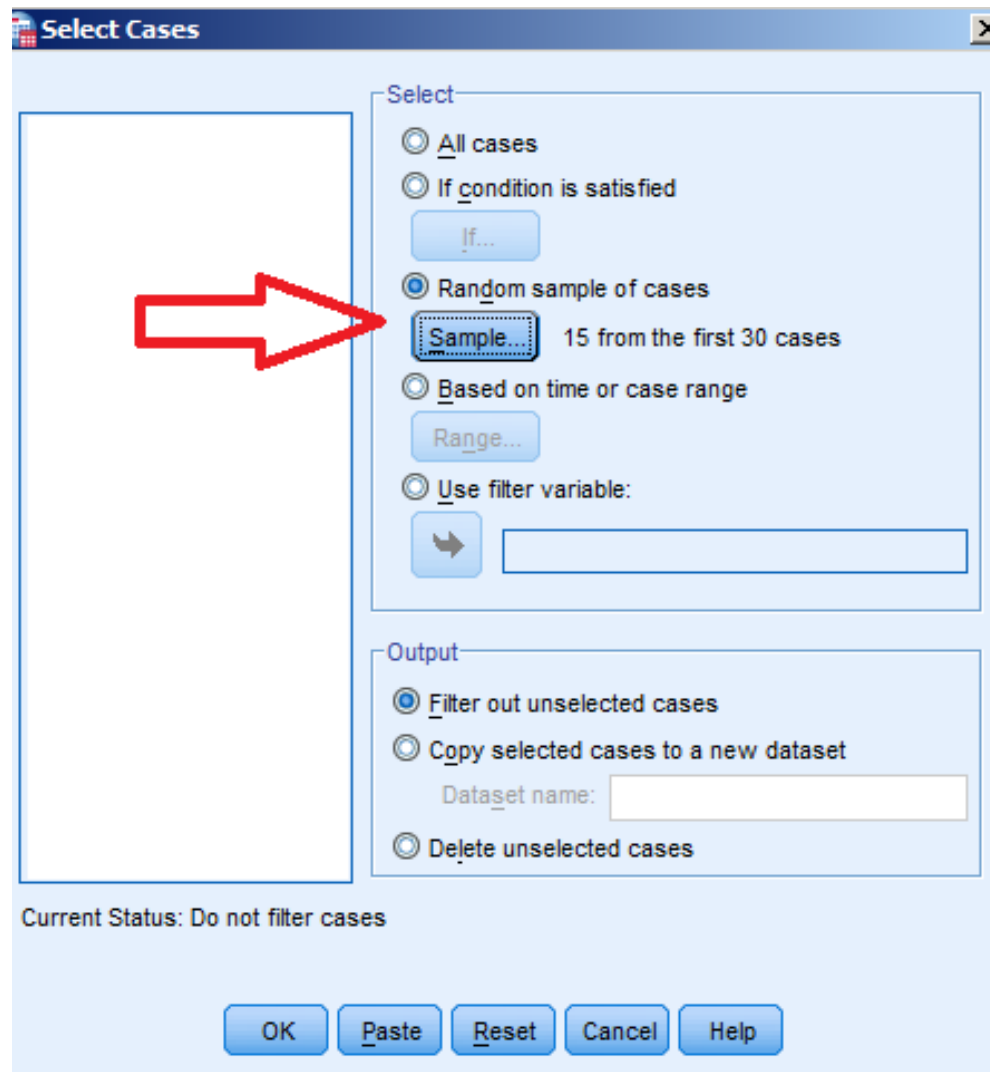 Select Cases
Select
All cases
If condition is satisfied
If...
Random sample of cases
Sample... 15 from the first 30 cases
Based on time or case range
Range...
Use filter variable:
Output
Filter out unselected cases
Copy selected cases to a new dataset
Dataset name:
Delete unselected cases
Current Status: Do not filter cases
OK Paste Reset Cancel Help